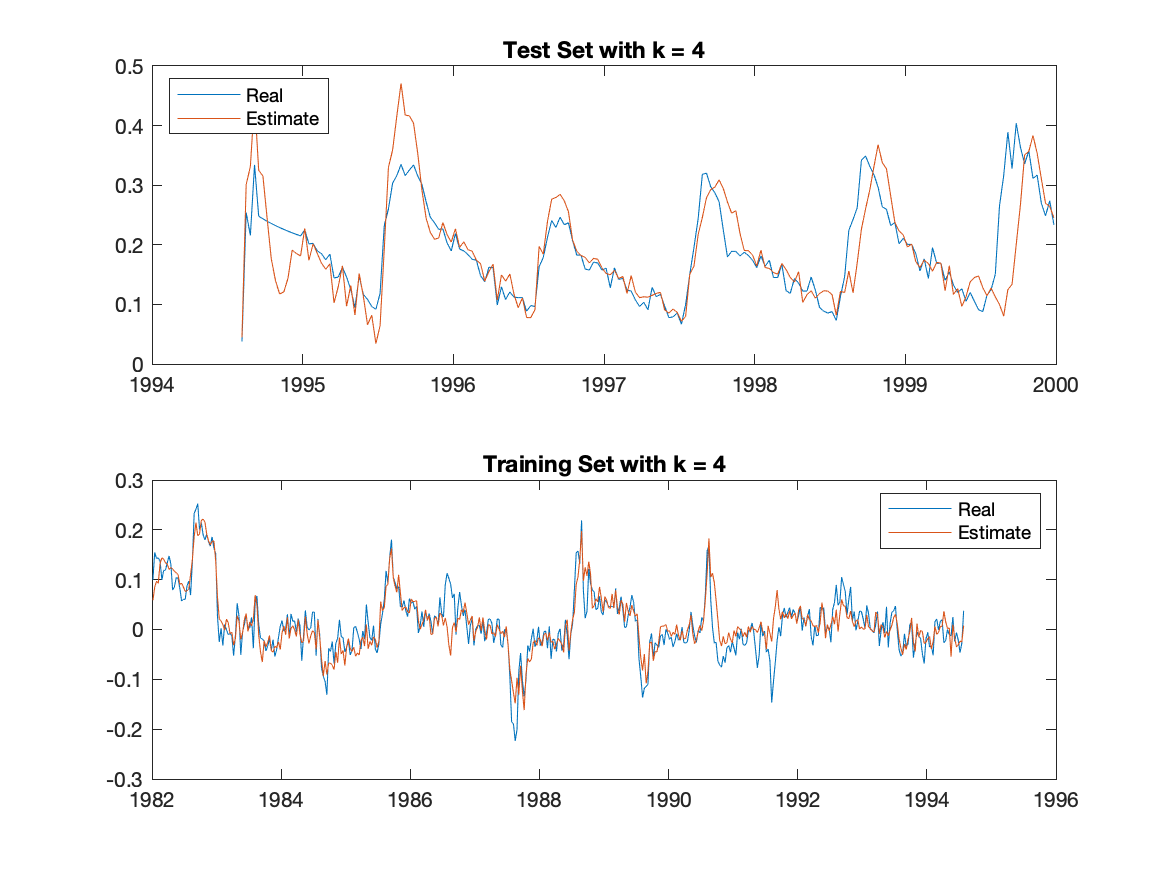 Test Set with k = 4
0.5
0.4
0.3
0.2
0.1
0
Real
Estimate
1994 1995 1996 1997 1998 1999 2000
Training Set with k = 4
0.3
0.2
0.1
0
-0.1
-0.2
-0.3
Real
Estimate
1982 1984 1986 1988 1990 1992 1994 1996